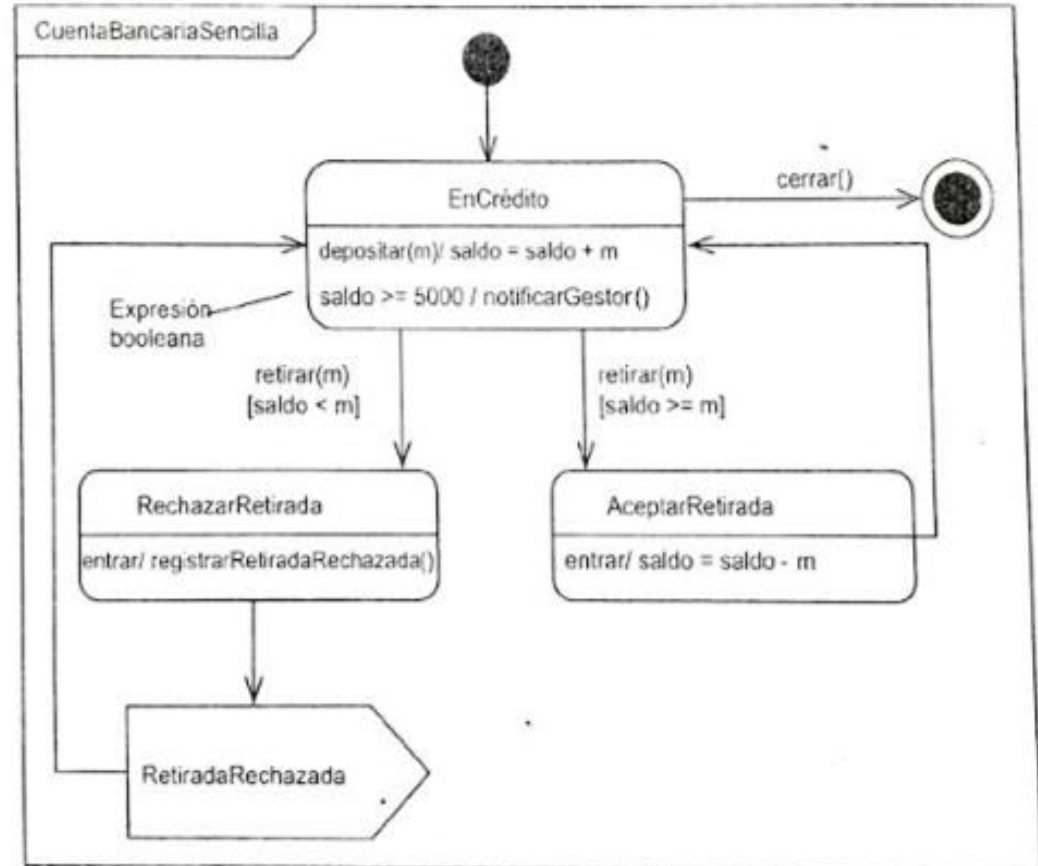 CuentaBancariaSencilla
cerrar()
EnCrédito
depositar(m)/ saldo = saldo + m
saldo >= 5000 / notificarGestor()
Expresión
booleana
retirar(m)
[saldo < m]
retirar(m)
[saldo >= m]
RechazarRetirada
entrar/ registrarRetiradaRechazada()
AceptarRetirada
entrar/ saldo = saldo - m
RetiradaRechazada